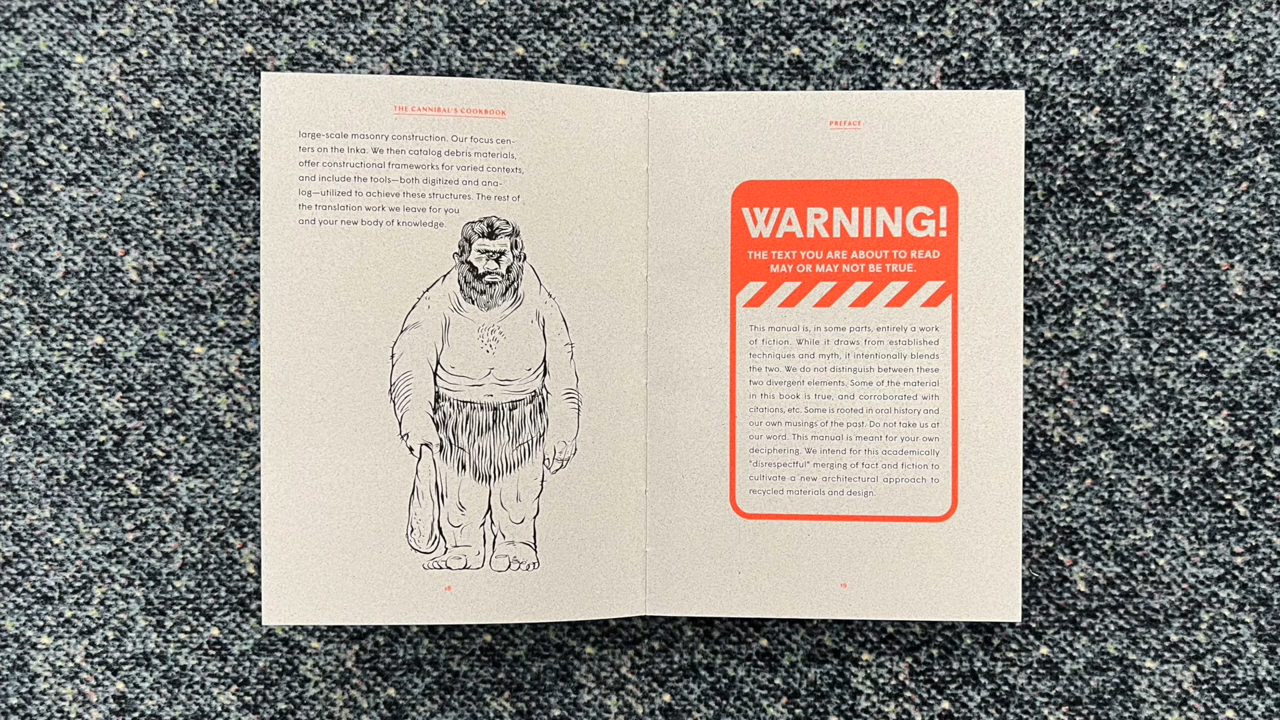 THE CANNIBAL'S COOKBOOK
large-scale masonry construction. Our focus cen-
ters on the Inka. We then catalog debris materials,
offer constructional frameworks for varied contexts,
and include the tools—both digitized and ana-
log—utilized to achieve these structures. The rest of
the translation work we leave for you
and your new body of knowledge.
18
PREFACE
WARNING!
THE TEXT YOU ARE ABOUT TO READ
MAY OR MAY NOT BE TRUE.
This manual is, in some parts, entirely a work
of fiction. While it draws from established
techniques and myth, it intentionally blends
the two. We do not distinguish between these
two divergent elements. Some of the material
in this book is true, and corroborated with
citations, etc. Some is rooted in oral history and
our own musings of the past. Do not take us at
our word. This manual is meant for your own
deciphering. We intend for this academically
"disrespectful" merging of fact and fiction to
cultivate a new architectural approach to
recycled materials and design.
19